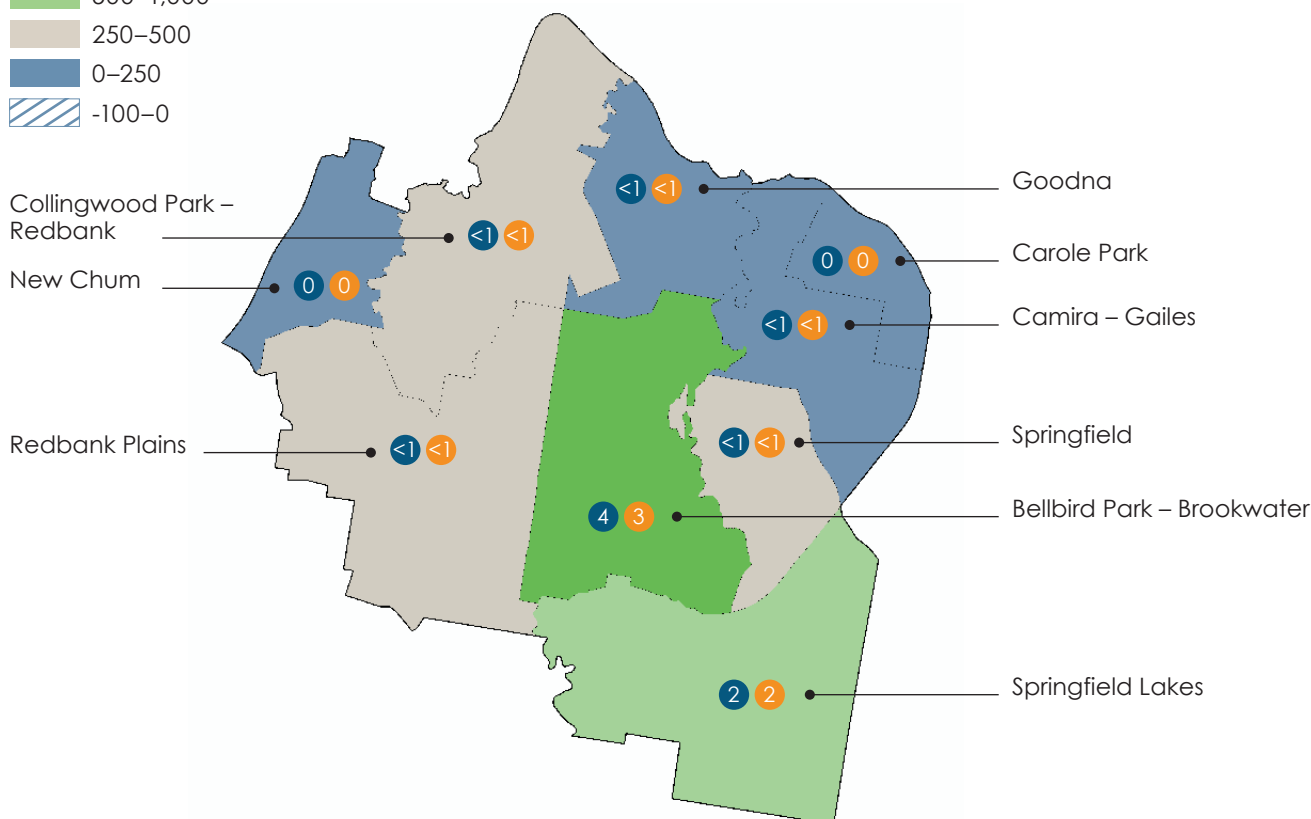 250–500
0–250
-100–0
Goodna
<1 <1
Collingwood Park –
Redbank
<1 <1
Carole Park
0 0
New Chum
0 0
Camira – Gailes
<1 <1
Springfield
<1 <1
Redbank Plains
<1 <1
Bellbird Park – Brookwater
4 3
Springfield Lakes
2 2